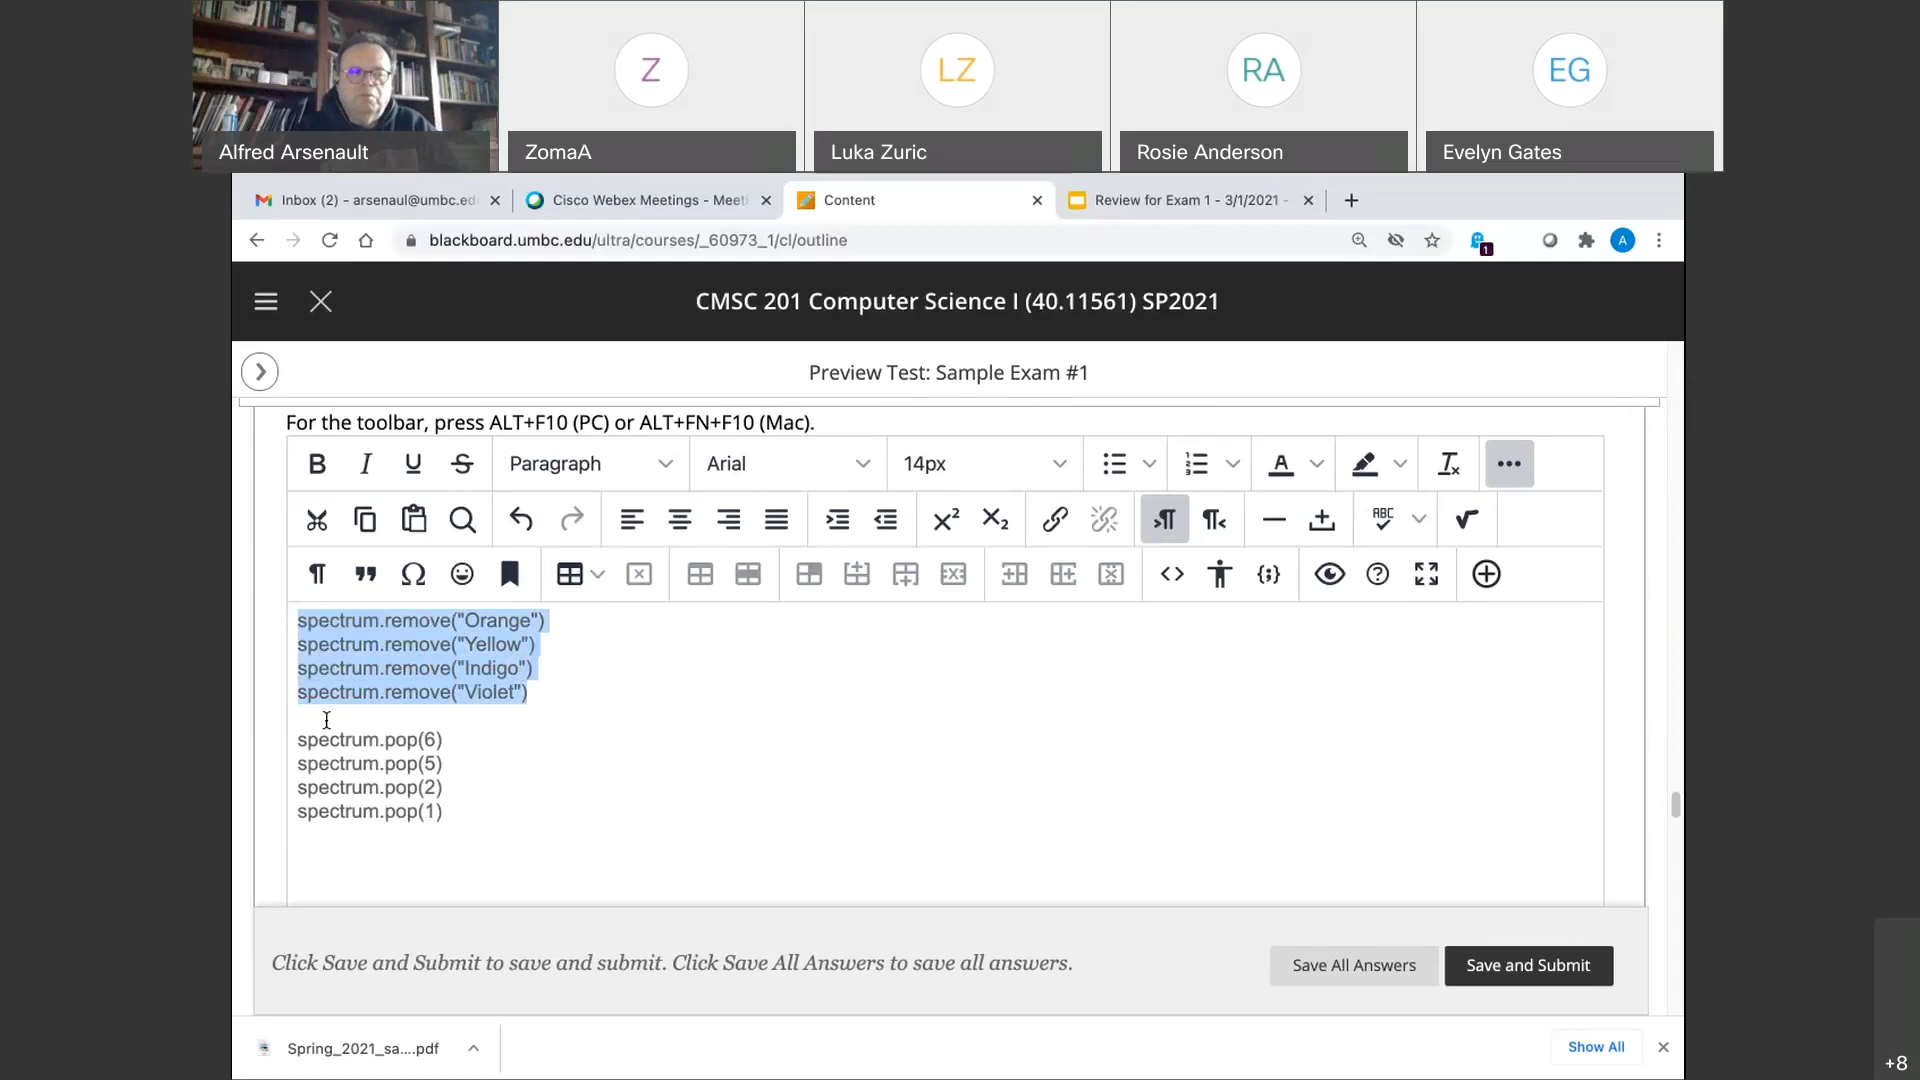 Z
LZ
RA
EG
Alfred Arsenault
ZomaA
Luka Zuric
Rosie Anderson
Evelyn Gates
Inbox (2) - arsenaul@umbc.ed
Cisco Webex Meetings - Meeti
Content
Review for Exam 1 - 3/1/2021 -
blackboard.umbc.edu/ultra/courses/_60973_1/cl/outline
1
A
CMSC 201 Computer Science I (40.11561) SP2021
Preview Test: Sample Exam #1
For the toolbar, press ALT+F10 (PC) or ALT+FN+F10 (Mac).
B I U S Paragraph Arial 14px
spectrum.remove("Orange")
spectrum.remove("Yellow")
spectrum.remove("Indigo")
spectrum.remove("Violet")
spectrum.pop(6)
spectrum.pop(5)
spectrum.pop(2)
spectrum.pop(1)
Click Save and Submit to save and submit. Click Save All Answers to save all answers.
Save All Answers
Save and Submit
Spring_2021_sa....pdf
Show All
+8